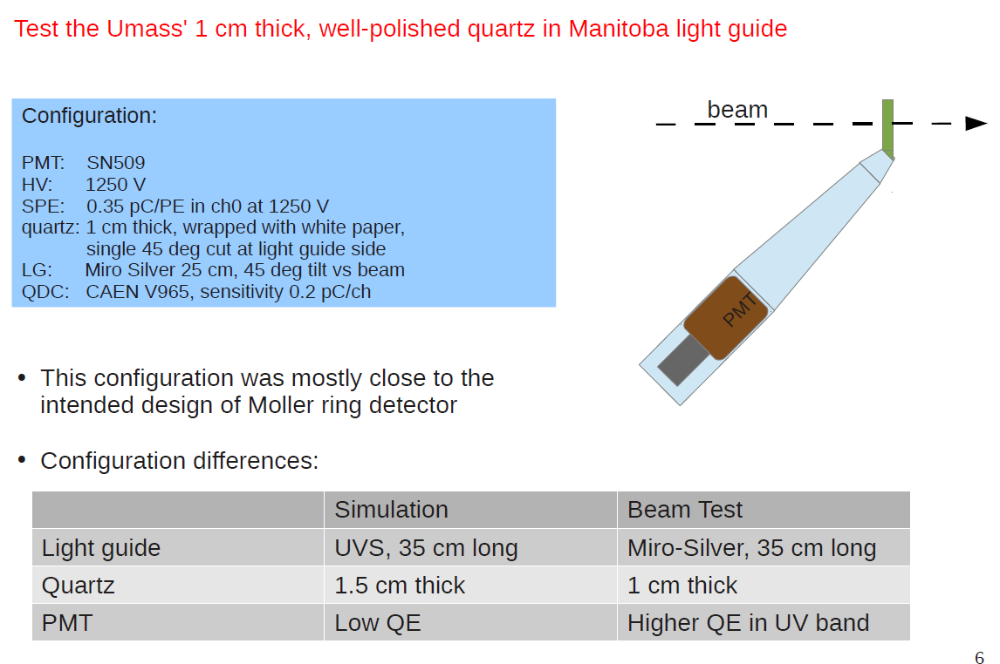 Test the Umass' 1 cm thick, well-polished quartz in Manitoba light guide
Configuration:
PMT: SN509
HV: 1250 V
SPE: 0.35 pC/PE in ch0 at 1250 V
quartz: 1 cm thick, wrapped with white paper,
single 45 deg cut at light guide side
LG: Miro Silver 25 cm, 45 deg tilt vs beam
QDC: CAEN V965, sensitivity 0.2 pC/ch
beam
PMT
• This configuration was mostly close to the
intended design of Moller ring detector
• Configuration differences:
Simulation Beam Test
Light guide UVS, 35 cm long Miro-Silver, 35 cm long
Quartz 1.5 cm thick 1 cm thick
PMT Low QE Higher QE in UV band
6